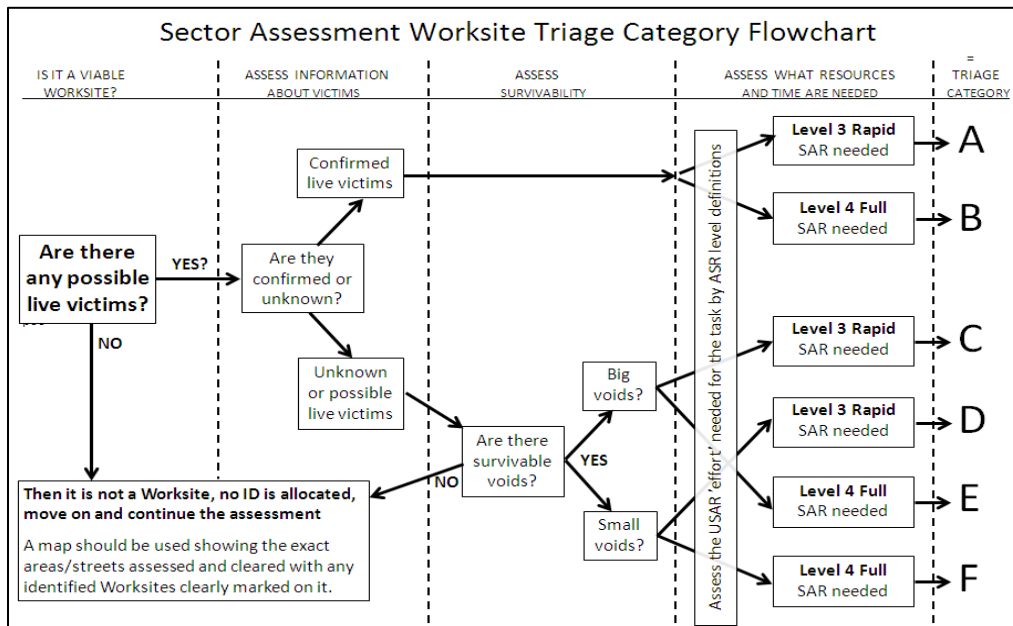 Sector Assessment Worksite Triage Category Flowchart
IS IT A VIABLE
WORKSITE?
ASSESS INFORMATION
ABOUT VICTIMS
ASSESS
SURVIVABILITY
ASSESS WHAT RESOURCES
AND TIME ARE NEEDED
=
TRIAGE
CATEGORY
Are there
any possible
live victims?
YES?
NO
Are they
confirmed or
unknown?
Confirmed
live victims
Unknown
or possible
live victims
Are there
survivable
voids?
YES
NO
Big
voids?
Small
voids?
Assess the USAR 'effort' needed for the task by ASR level definitions
Level 3 Rapid
SAR needed
A
Level 4 Full
SAR needed
B
Level 3 Rapid
SAR needed
C
Level 3 Rapid
SAR needed
D
Level 4 Full
SAR needed
E
Level 4 Full
SAR needed
F
Then it is not a Worksite, no ID is allocated,
move on and continue the assessment
A map should be used showing the exact
areas/streets assessed and cleared with any
identified Worksites clearly marked on it.